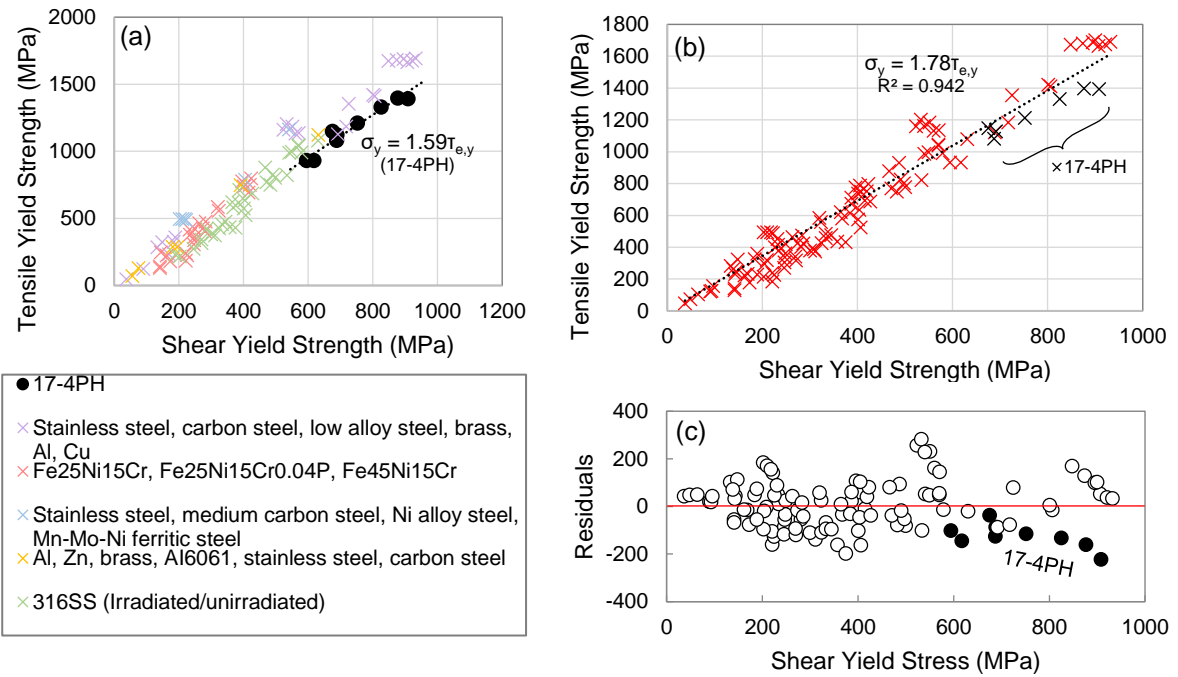 (a)
2000
1500
1000
500
0
0 200 400 600 800 1000 1200
Tensile Yield Strength (MPa)
Shear Yield Strength (MPa)
σy = 1.59τe,y
(17-4PH)
(b)
1800
1600
1400
1200
1000
800
600
400
200
0
0 200 400 600 800 1000
Tensile Yield Strength (MPa)
Shear Yield Strength (MPa)
σy = 1.78τe,y
R² = 0.942
17-4PH
17-4PH
Stainless steel, carbon steel, low alloy steel, brass,
Al, Cu
Fe25Ni15Cr, Fe25Ni15Cr0.04P, Fe45Ni15Cr
Stainless steel, medium carbon steel, Ni alloy steel,
Mn-Mo-Ni ferritic steel
Al, Zn, brass, Al6061, stainless steel, carbon steel
316SS (Irradiated/unirradiated)
(c)
400
200
0
-200
-400
0 200 400 600 800 1000
Residuals
17-4PH
Shear Yield Stress (MPa)